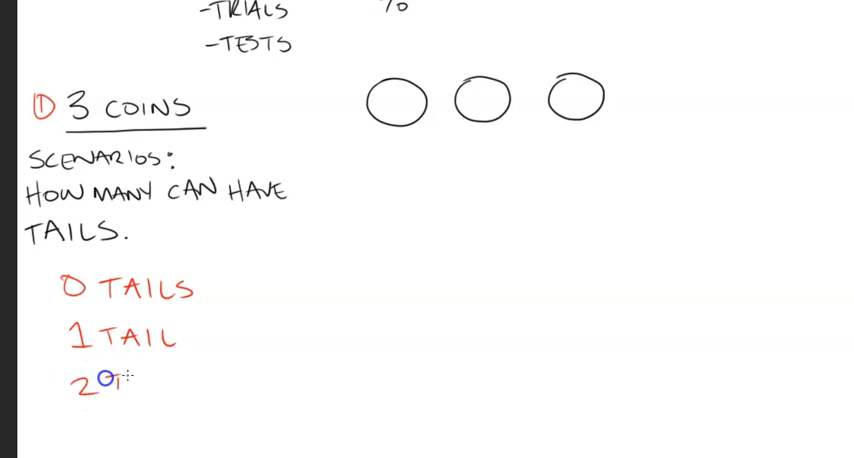 -TRIALS %
-TESTS
① 3 COINS
SCENARIOS:
HOW MANY CAN HAVE
TAILS.
0 TAILS
1 TAIL
2 T